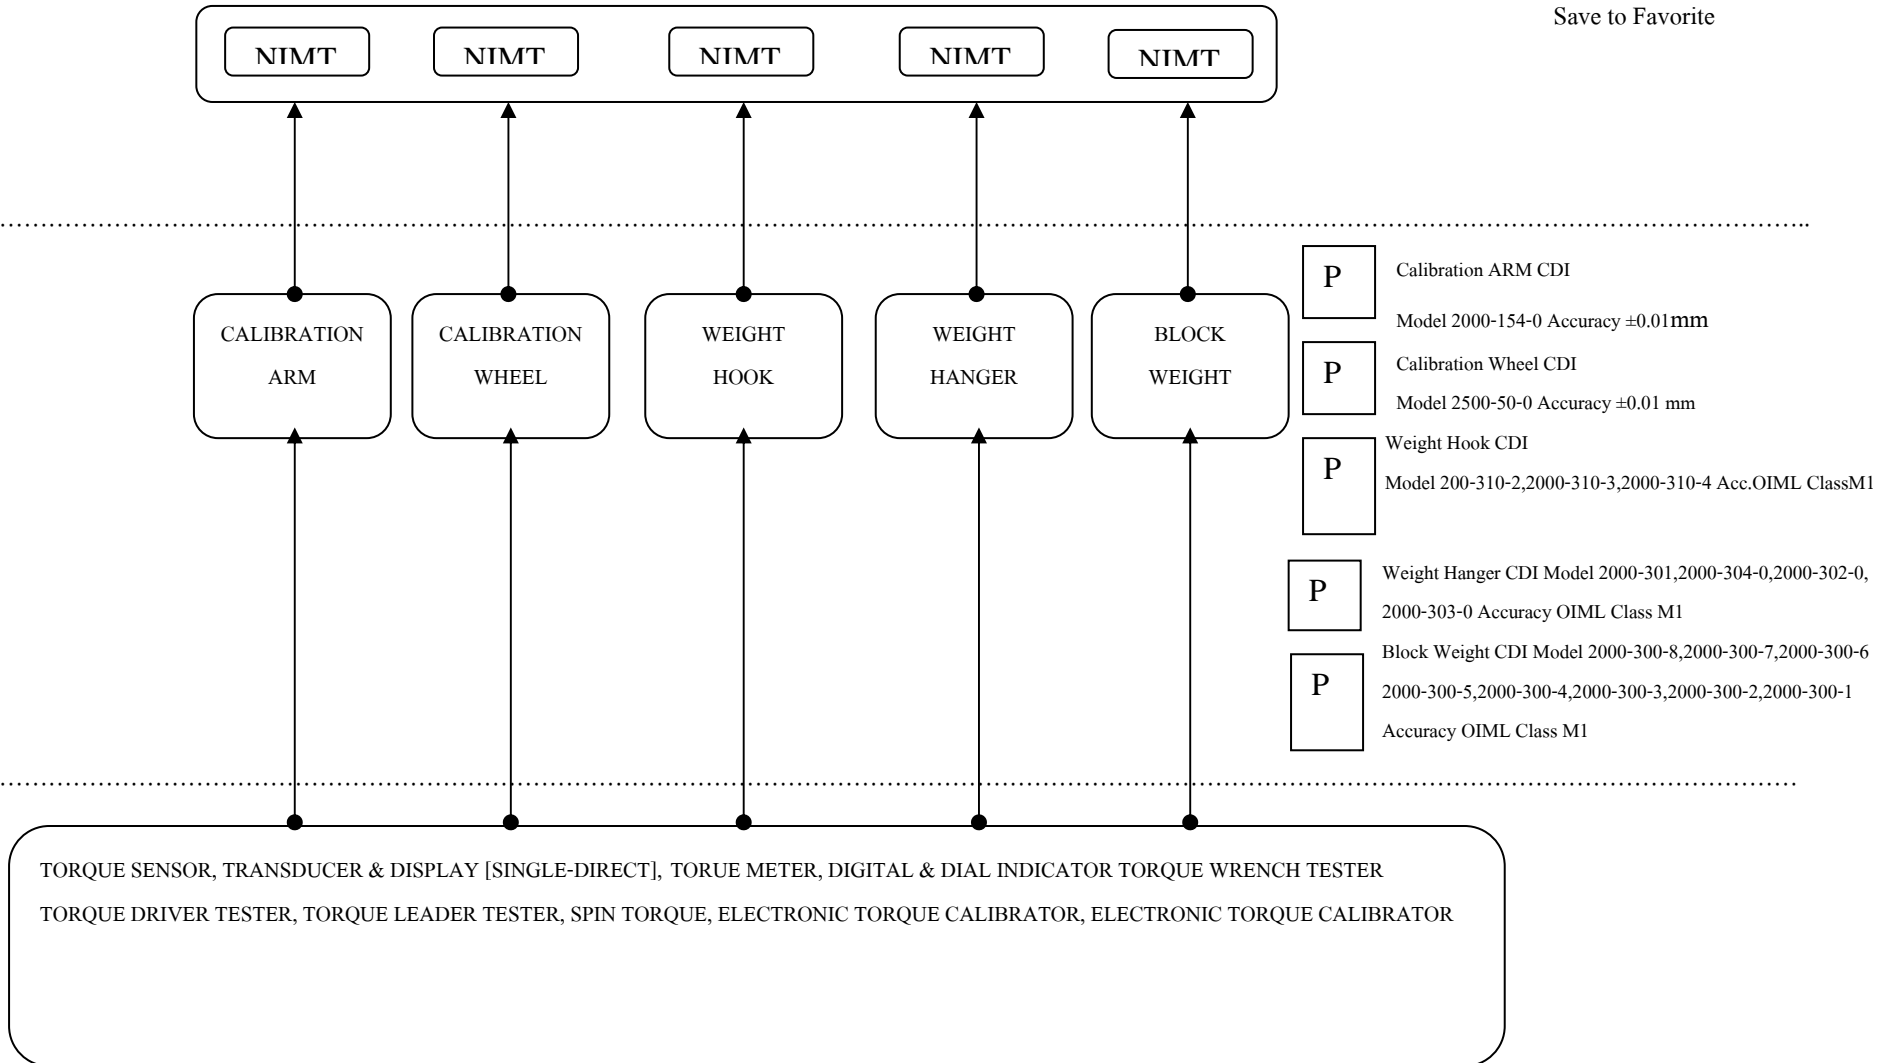 Save to Favorite
NIMT NIMT NIMT NIMT NIMT
CALIBRATION
ARM
CALIBRATION
WHEEL
WEIGHT
HOOK
WEIGHT
HANGER
BLOCK
WEIGHT
P
Calibration ARM CDI
Model 2000-154-0 Accuracy ±0.01mm
P
Calibration Wheel CDI
Model 2500-50-0 Accuracy ±0.01 mm
P
Weight Hook CDI
Model 200-310-2,2000-310-3,2000-310-4 Acc.OIML ClassM1
P
Weight Hanger CDI Model 2000-301,2000-304-0,2000-302-0,
2000-303-0 Accuracy OIML Class M1
P
Block Weight CDI Model 2000-300-8,2000-300-7,2000-300-6
2000-300-5,2000-300-4,2000-300-3,2000-300-2,2000-300-1
Accuracy OIML Class M1
TORQUE SENSOR, TRANSDUCER & DISPLAY [SINGLE-DIRECT], TORUE METER, DIGITAL & DIAL INDICATOR TORQUE WRENCH TESTER
TORQUE DRIVER TESTER, TORQUE LEADER TESTER, SPIN TORQUE, ELECTRONIC TORQUE CALIBRATOR, ELECTRONIC TORQUE CALIBRATOR